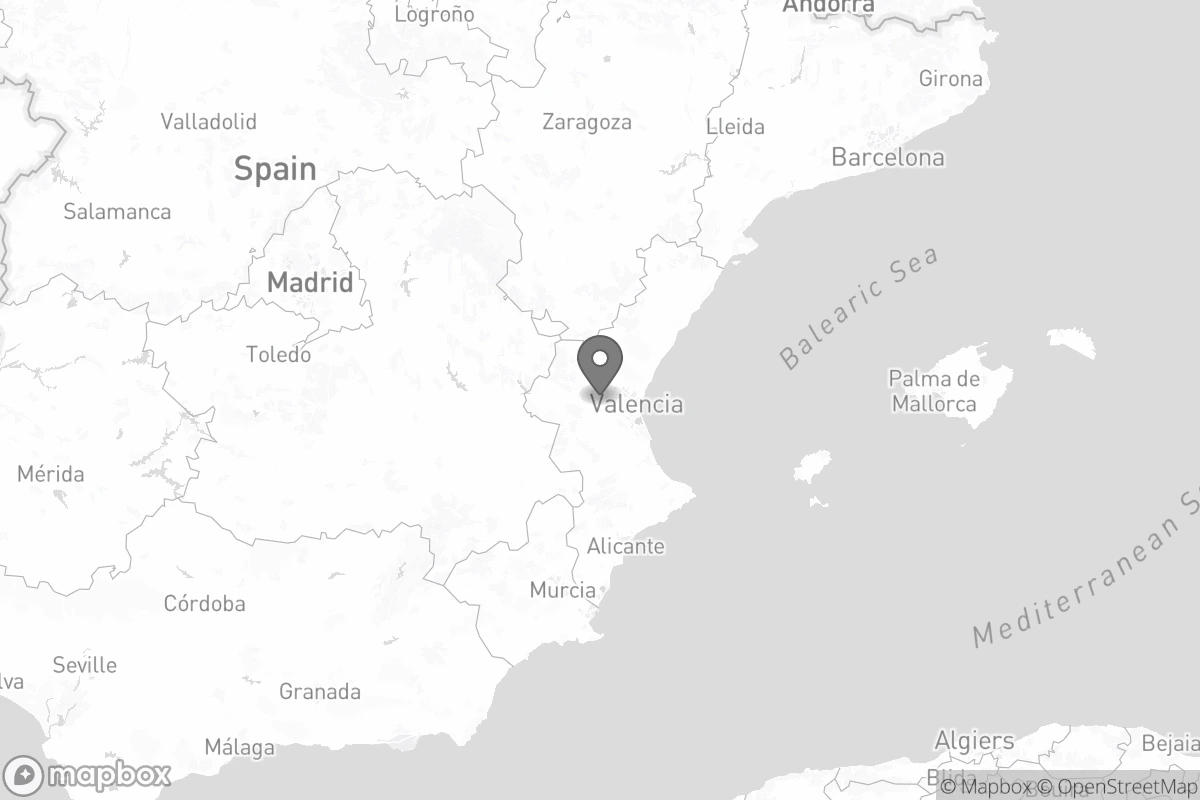 Andorra
Logroño
Girona
Valladolid
Zaragoza
Lleida
Barcelona
Spain
Salamanca
Madrid
Balearic Sea
Toledo
Palma de
Mallorca
Valencia
Mérida
Alicante
Murcia
Córdoba
Mediterranean S
Seville
lva
Granada
Málaga
Algiers
Bejaia
Blida
mapbox
© Mapbox © OpenStreetMap